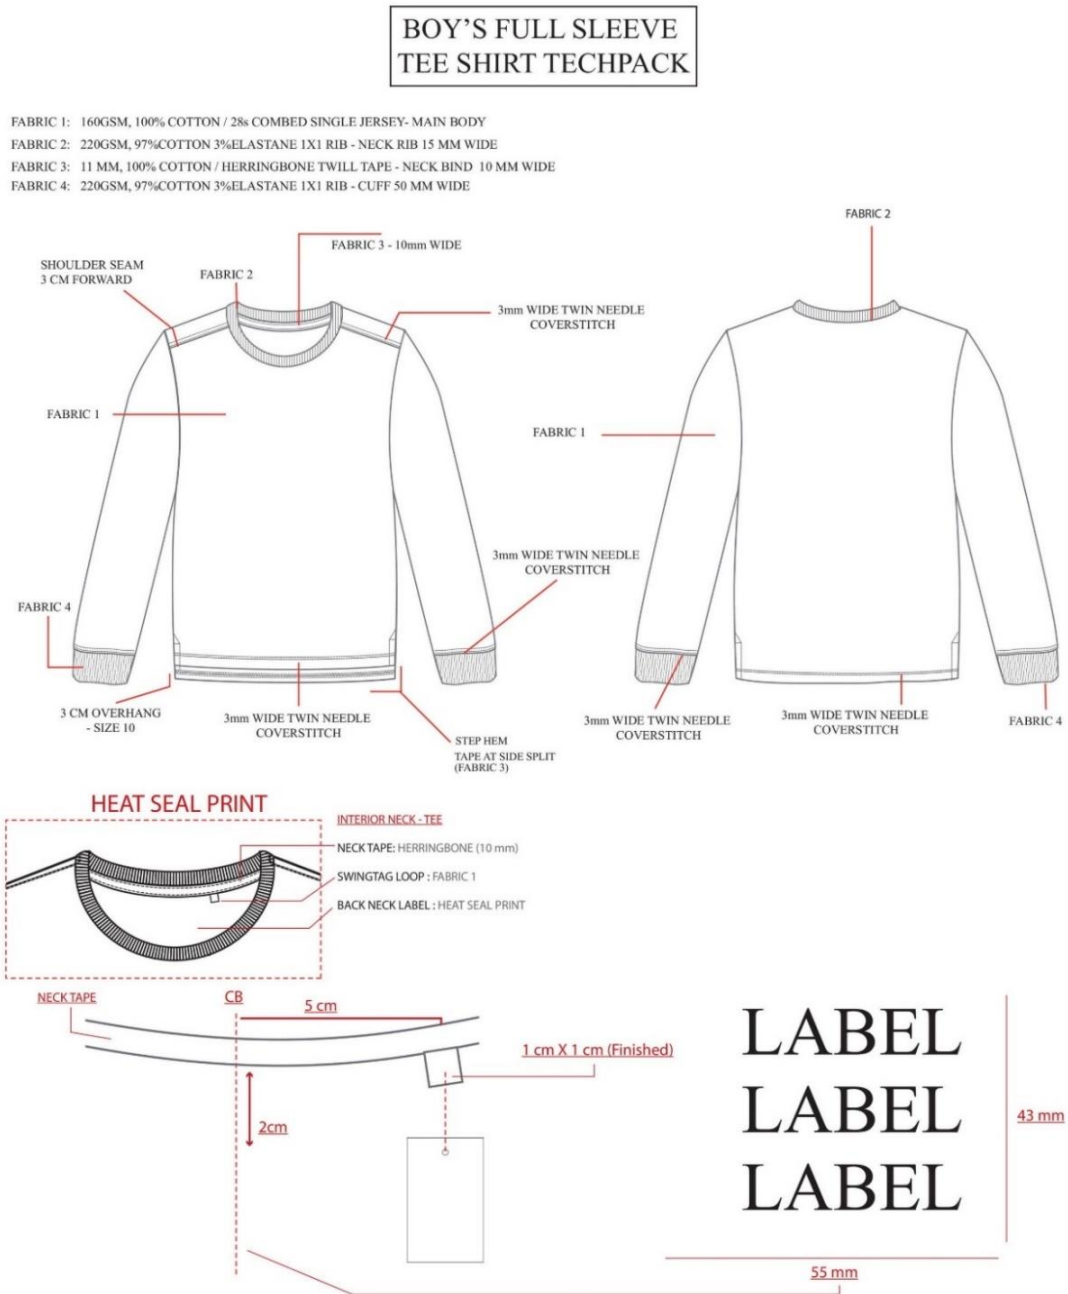 BOY'S FULL SLEEVE
TEE SHIRT TECHPACK
FABRIC 1: 160GSM, 100% COTTON / 28s COMBED SINGLE JERSEY- MAIN BODY
FABRIC 2: 220GSM, 97%COTTON 3%ELASTANE 1X1 RIB - NECK RIB 15 MM WIDE
FABRIC 3: 11 MM, 100% COTTON / HERRINGBONE TWILL TAPE - NECK BIND 10 MM WIDE
FABRIC 4: 220GSM, 97%COTTON 3%ELASTANE 1X1 RIB - CUFF 50 MM WIDE
FABRIC 2
FABRIC 3 - 10mm WIDE
SHOULDER SEAM
3 CM FORWARD
FABRIC 2
3mm WIDE TWIN NEEDLE
COVERSTITCH
FABRIC 1
FABRIC 1
3mm WIDE TWIN NEEDLE
COVERSTITCH
FABRIC 4
3 CM OVERHANG
- SIZE 10
3mm WIDE TWIN NEEDLE
COVERSTITCH
STEP HEM
TAPE AT SIDE SPLIT
(FABRIC 3)
3mm WIDE TWIN NEEDLE
COVERSTITCH
3mm WIDE TWIN NEEDLE
COVERSTITCH
FABRIC 4
HEAT SEAL PRINT
INTERIOR NECK - TEE
NECK TAPE: HERRINGBONE (10 mm)
SWINGTAG LOOP : FABRIC 1
BACK NECK LABEL : HEAT SEAL PRINT
NECK TAPE
CB
5 cm
1 cm X 1 cm (Finished)
2cm
LABEL
LABEL
LABEL
43 mm
55 mm